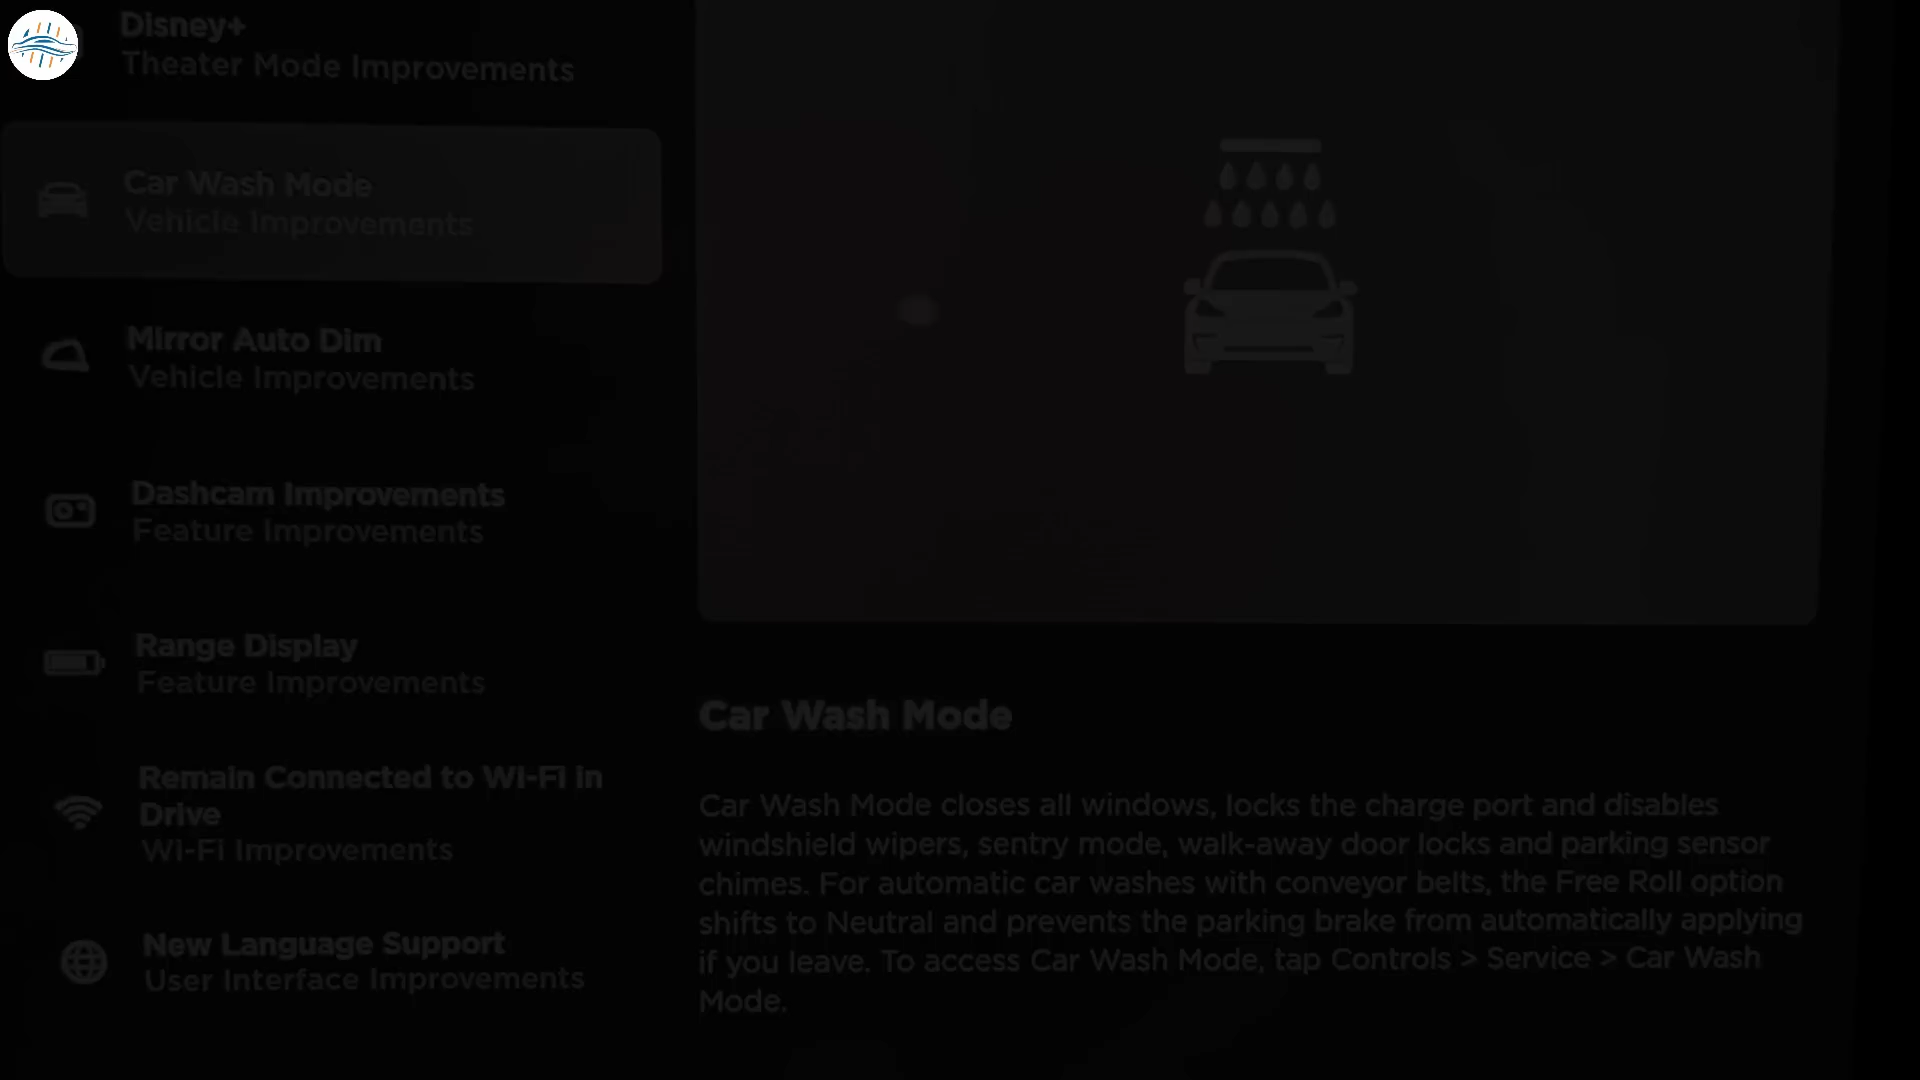 Disney+
Theater Mode Improvements
Car Wash Mode
Vehicle Improvements
Mirror Auto Dim
Vehicle Improvements
Dashcam Improvements
Feature Improvements
Range Display
Feature Improvements
Remain Connected to Wi-Fi in
Drive
Wi-Fi Improvements
New Language Support
User Interface Improvements
Car Wash Mode
Car Wash Mode closes all windows, locks the charge port and disables
windshield wipers, sentry mode, walk-away door locks and parking sensor
chimes. For automatic car washes with conveyor belts, the Free Roll option
shifts to Neutral and prevents the parking brake from automatically applying
if you leave. To access Car Wash Mode, tap Controls > Service > Car Wash
Mode.